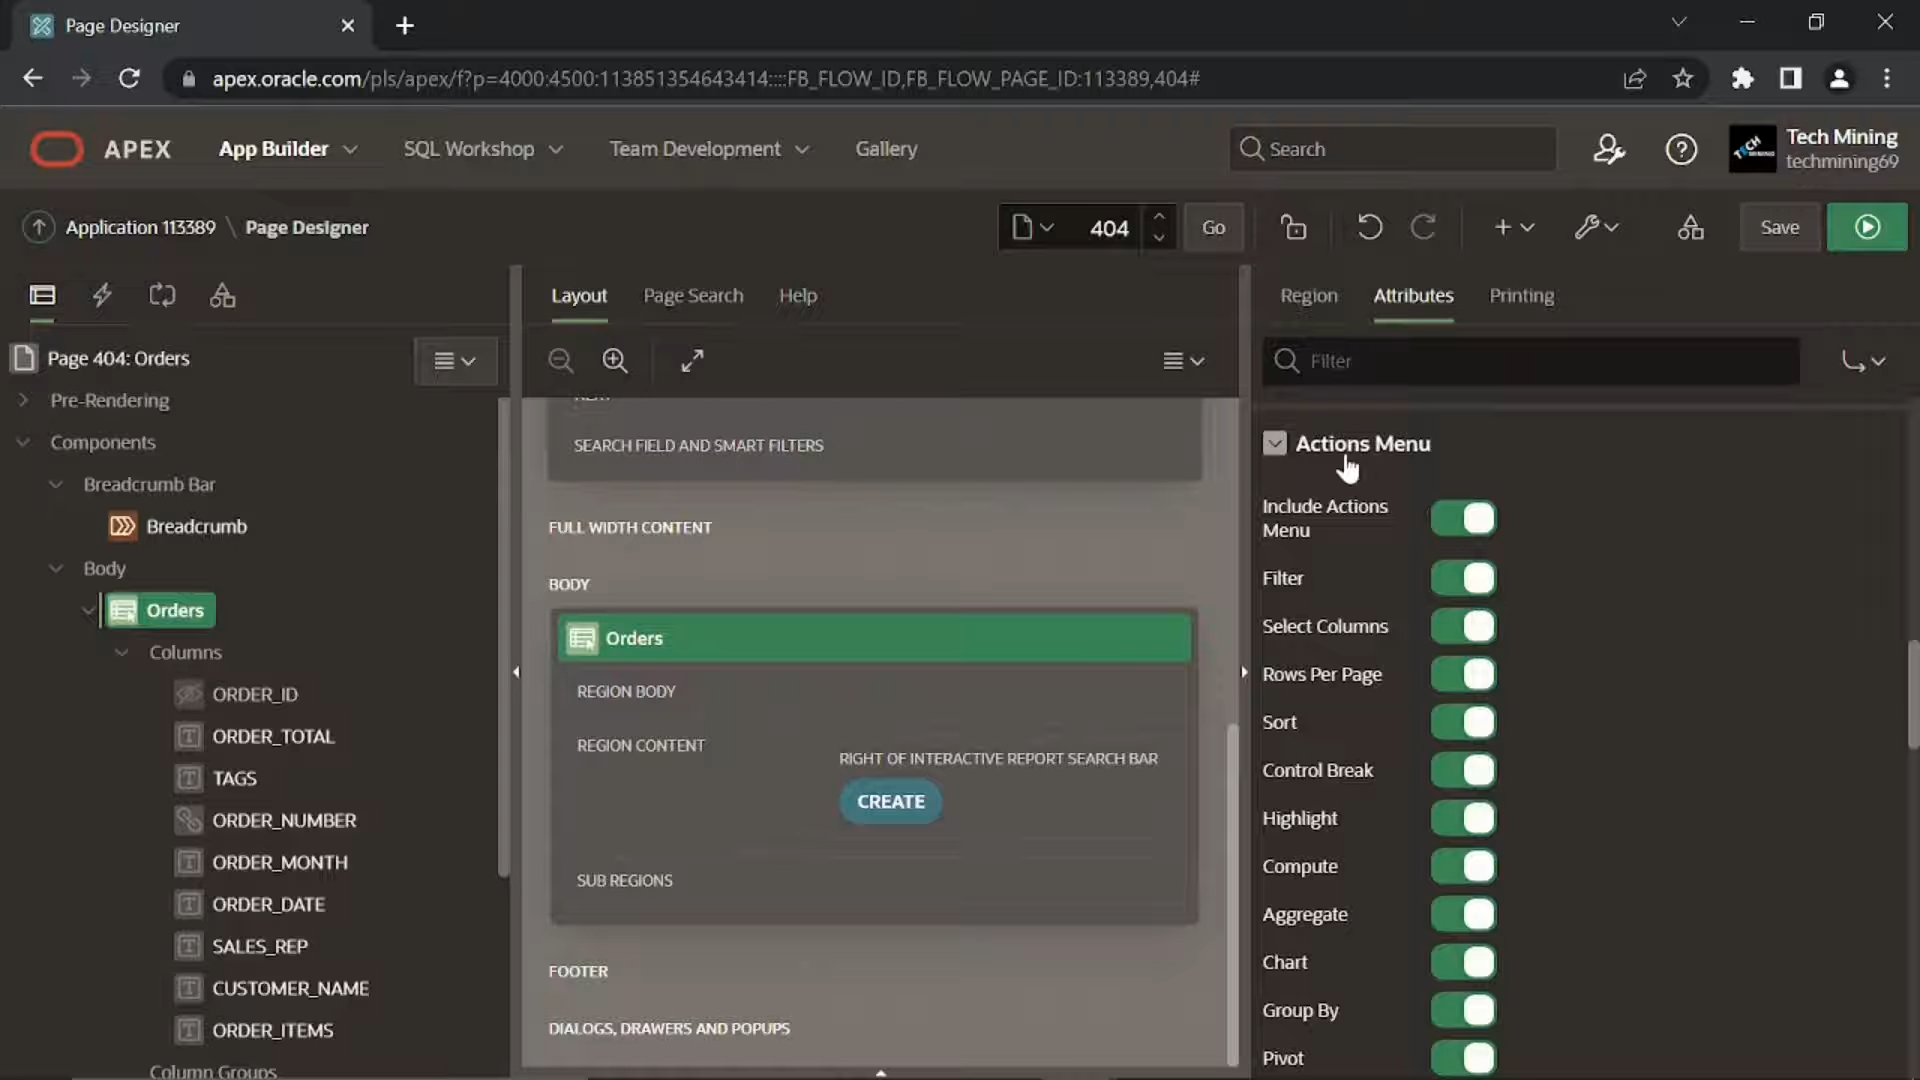 Page Designer
apex.oracle.com/pls/apex/f?p=4000:4500:113851354643414::::FB_FLOW_ID,FB_FLOW_PAGE_ID:113389,404#
APEX
App Builder
SQL Workshop
Team Development
Gallery
Search
Tech Mining
techmining69
Application 113389 \ Page Designer
404
Go
Save
Layout
Page Search
Help
Region
Attributes
Printing
Page 404: Orders
Filter
Pre-Rendering
Components
Breadcrumb Bar
Breadcrumb
Body
Orders
Columns
ORDER_ID
ORDER_TOTAL
TAGS
ORDER_NUMBER
ORDER_MONTH
ORDER_DATE
SALES_REP
CUSTOMER_NAME
ORDER_ITEMS
Column Groups
SEARCH FIELD AND SMART FILTERS
FULL WIDTH CONTENT
BODY
Orders
REGION BODY
REGION CONTENT
RIGHT OF INTERACTIVE REPORT SEARCH BAR
CREATE
SUB REGIONS
FOOTER
DIALOGS, DRAWERS AND POPUPS
Actions Menu
Include Actions
Menu
Filter
Select Columns
Rows Per Page
Sort
Control Break
Highlight
Compute
Aggregate
Chart
Group By
Pivot